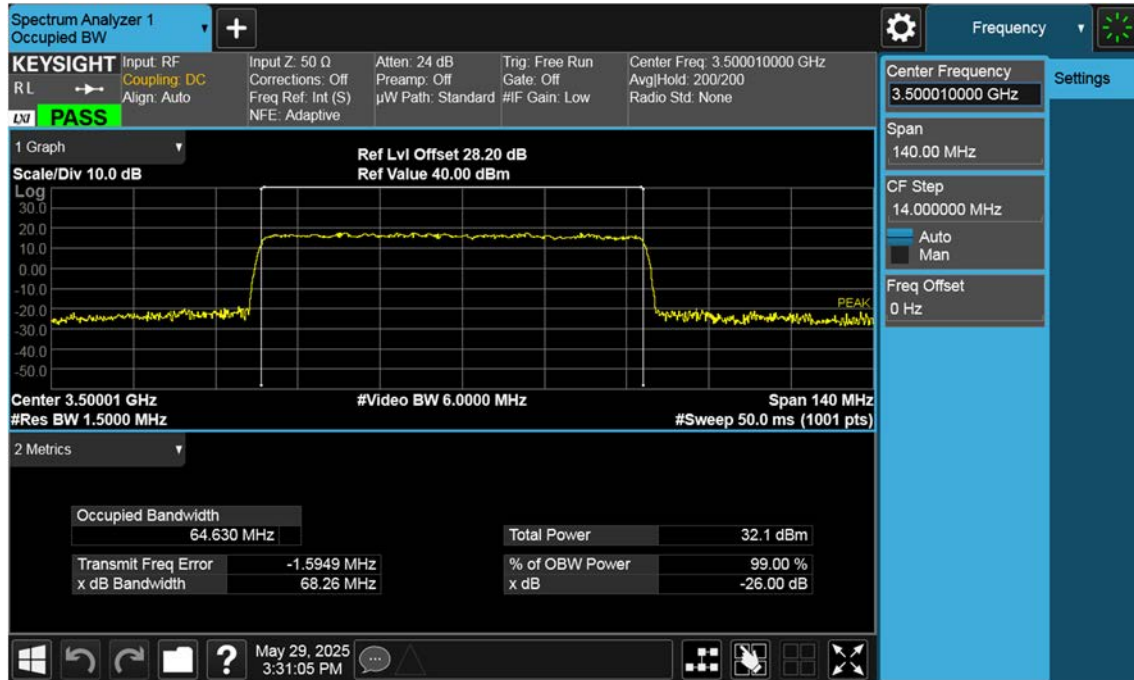 Spectrum Analyzer 1
Occupied BW
Frequency
KEYSIGHT
R L
LXI
PASS
Input: RF
Coupling: DC
Align: Auto
Input Z: 50 Ω
Corrections: Off
Freq Ref: Int (S)
NFE: Adaptive
Atten: 24 dB
Preamp: Off
µW Path: Standard
Trig: Free Run
Gate: Off
#IF Gain: Low
Center Freq: 3.500010000 GHz
Avg|Hold: 200/200
Radio Std: None
Center Frequency
3.500010000 GHz
Settings
Span
140.00 MHz
CF Step
14.000000 MHz
Auto
Man
Freq Offset
0 Hz
1 Graph
Scale/Div 10.0 dB
Ref Lvl Offset 28.20 dB
Ref Value 40.00 dBm
Log
30.0
20.0
10.0
0.00
-10.0
-20.0
-30.0
-40.0
-50.0
PEAK
Center 3.50001 GHz
#Video BW 6.0000 MHz
Span 140 MHz
#Res BW 1.5000 MHz
#Sweep 50.0 ms (1001 pts)
2 Metrics
Occupied Bandwidth
64.630 MHz
Total Power 32.1 dBm
Transmit Freq Error -1.5949 MHz
% of OBW Power 99.00 %
x dB Bandwidth 68.26 MHz
x dB -26.00 dB
?
May 29, 2025
3:31:05 PM